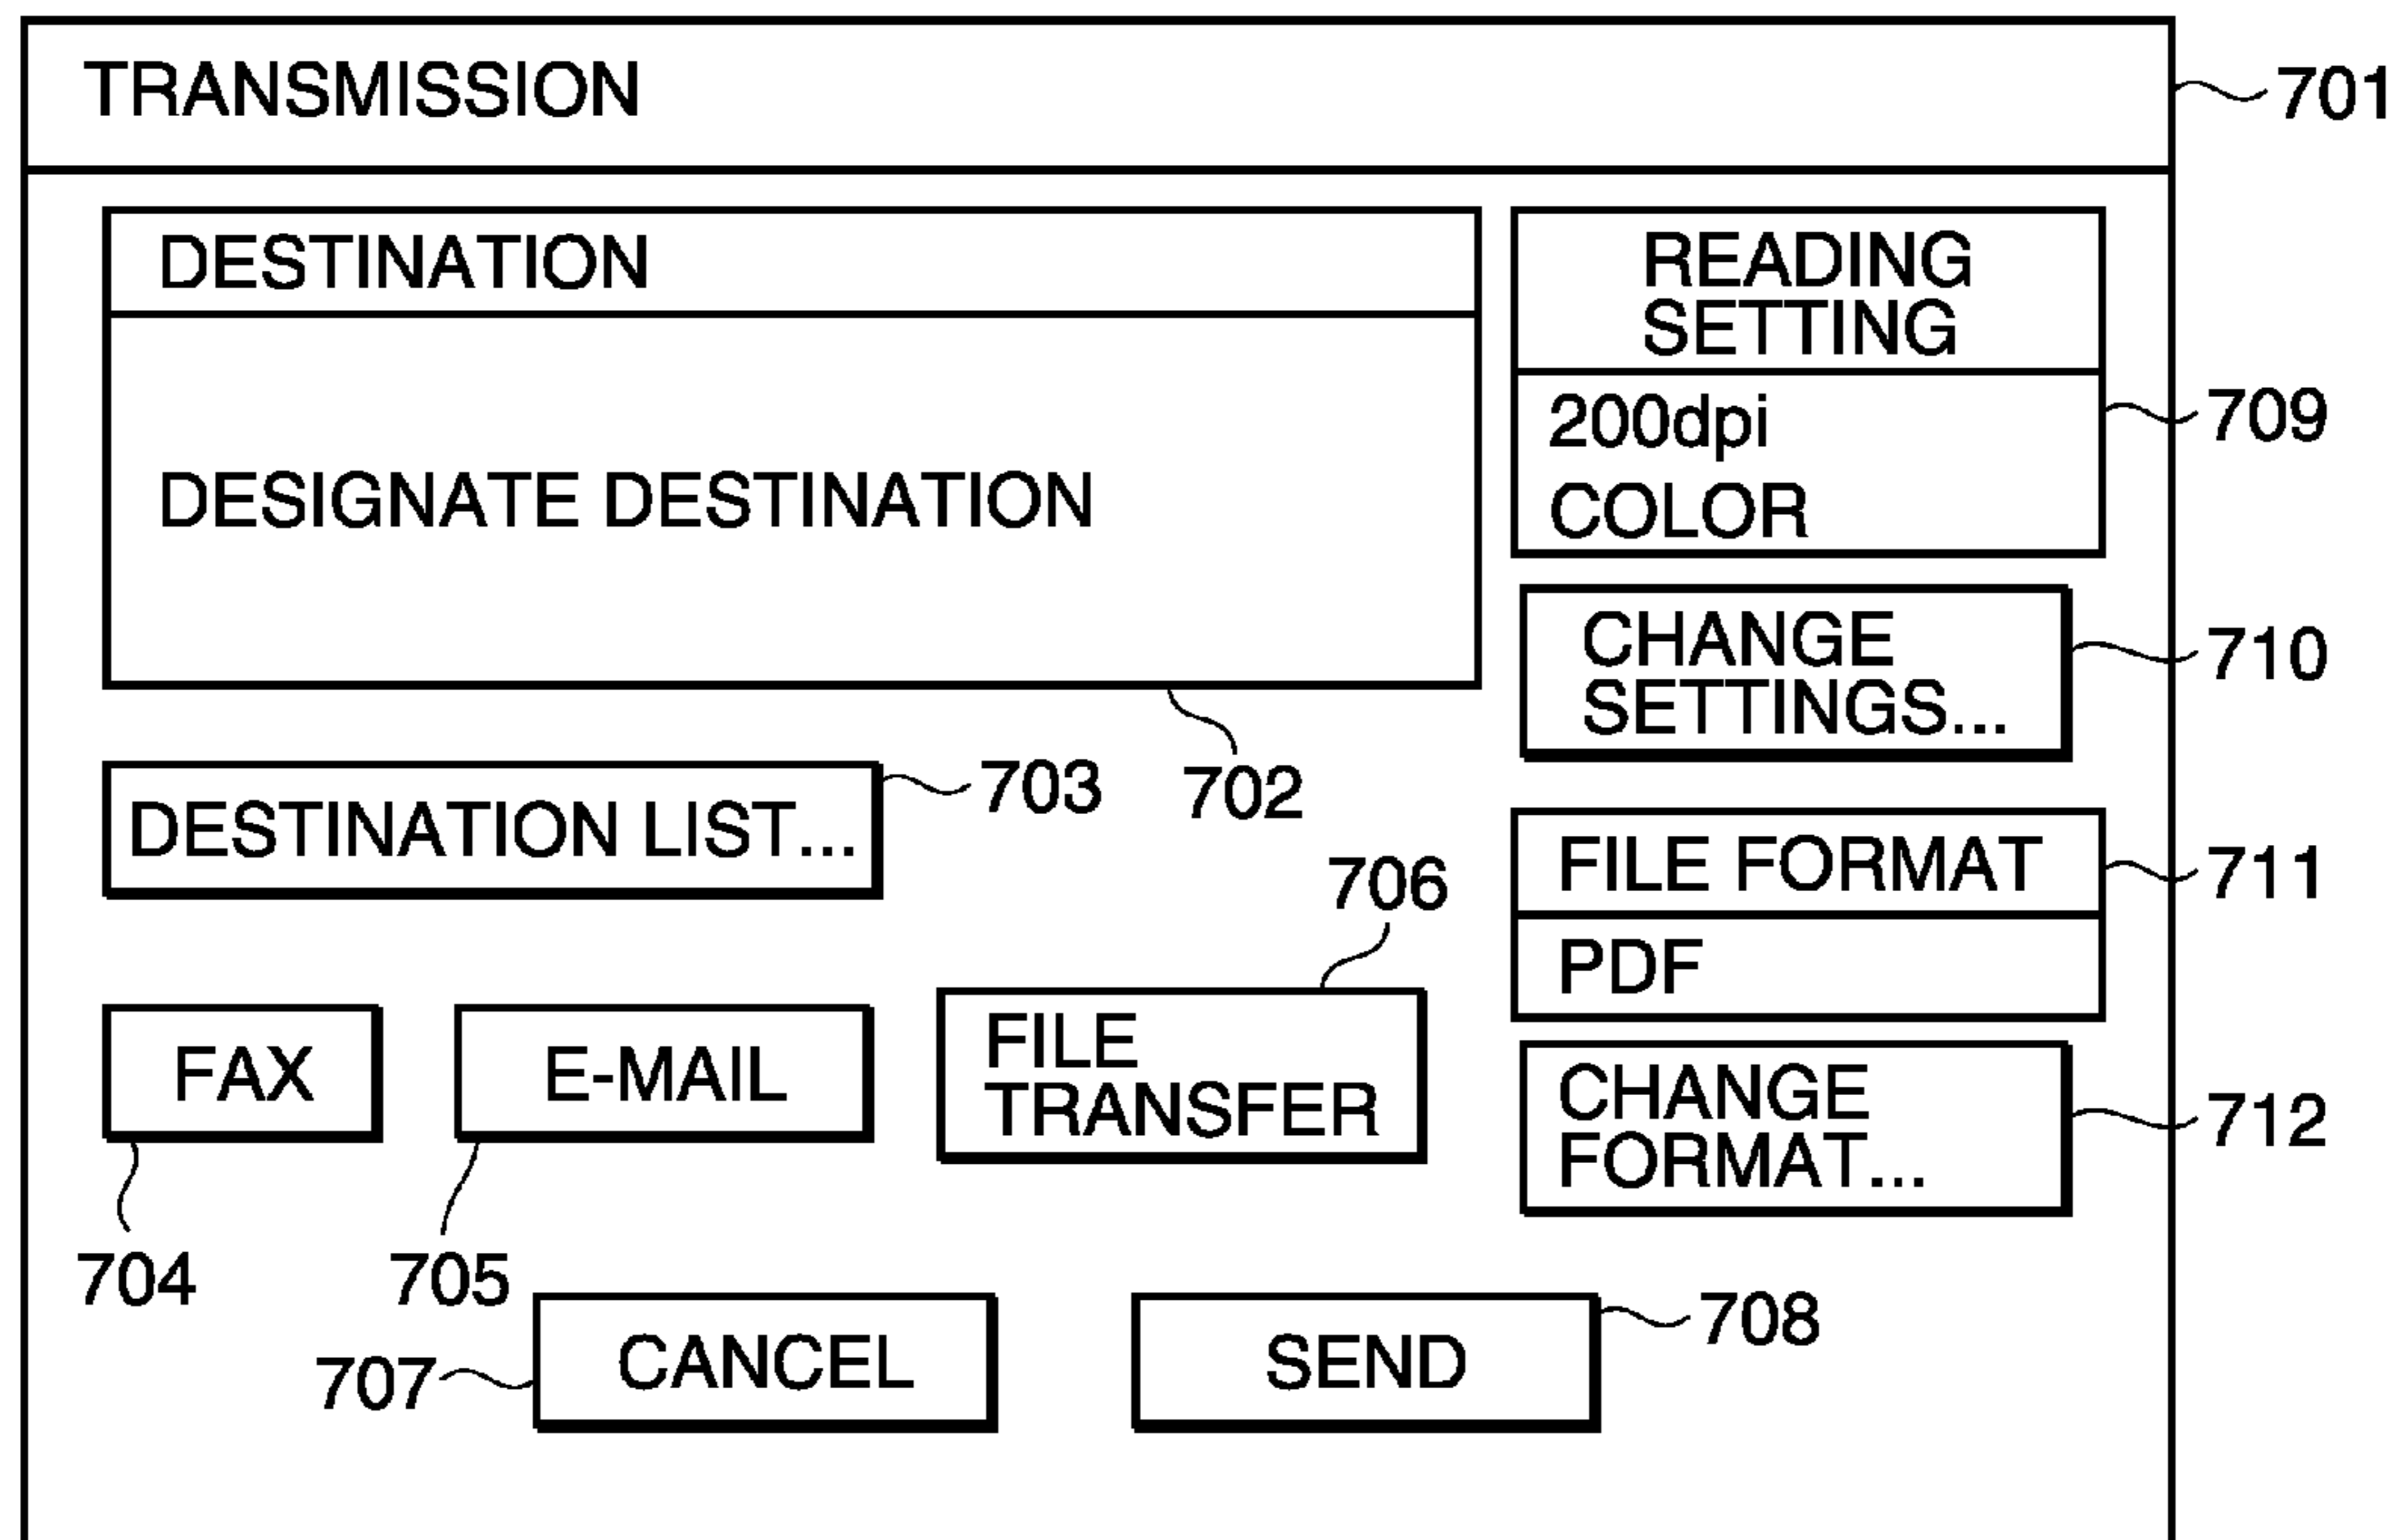 TRANSMISSION
701
DESTINATION
DESIGNATE DESTINATION
702
READING
SETTING
200dpi
COLOR
709
CHANGE
SETTINGS...
710
DESTINATION LIST...
703
706
FILE FORMAT
711
PDF
FAX
E-MAIL
FILE
TRANSFER
CHANGE
FORMAT...
712
704
705
707
CANCEL
SEND
708